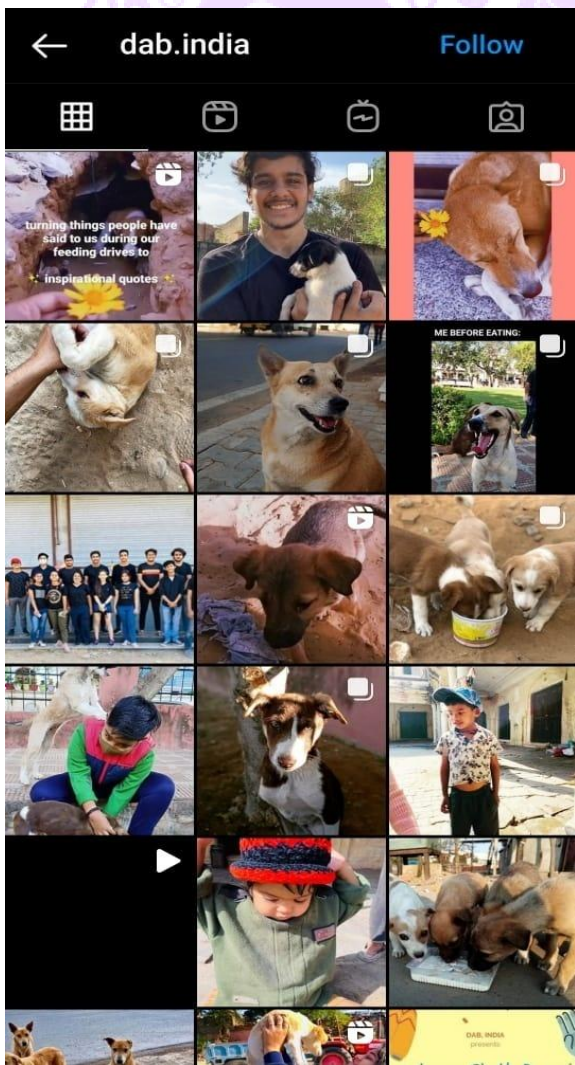 dab.india
Follow
turning things people have
said to us during our
feeding drives to
✨ inspirational quotes ✨
ME BEFORE EATING:
DAB. INDIA
presents